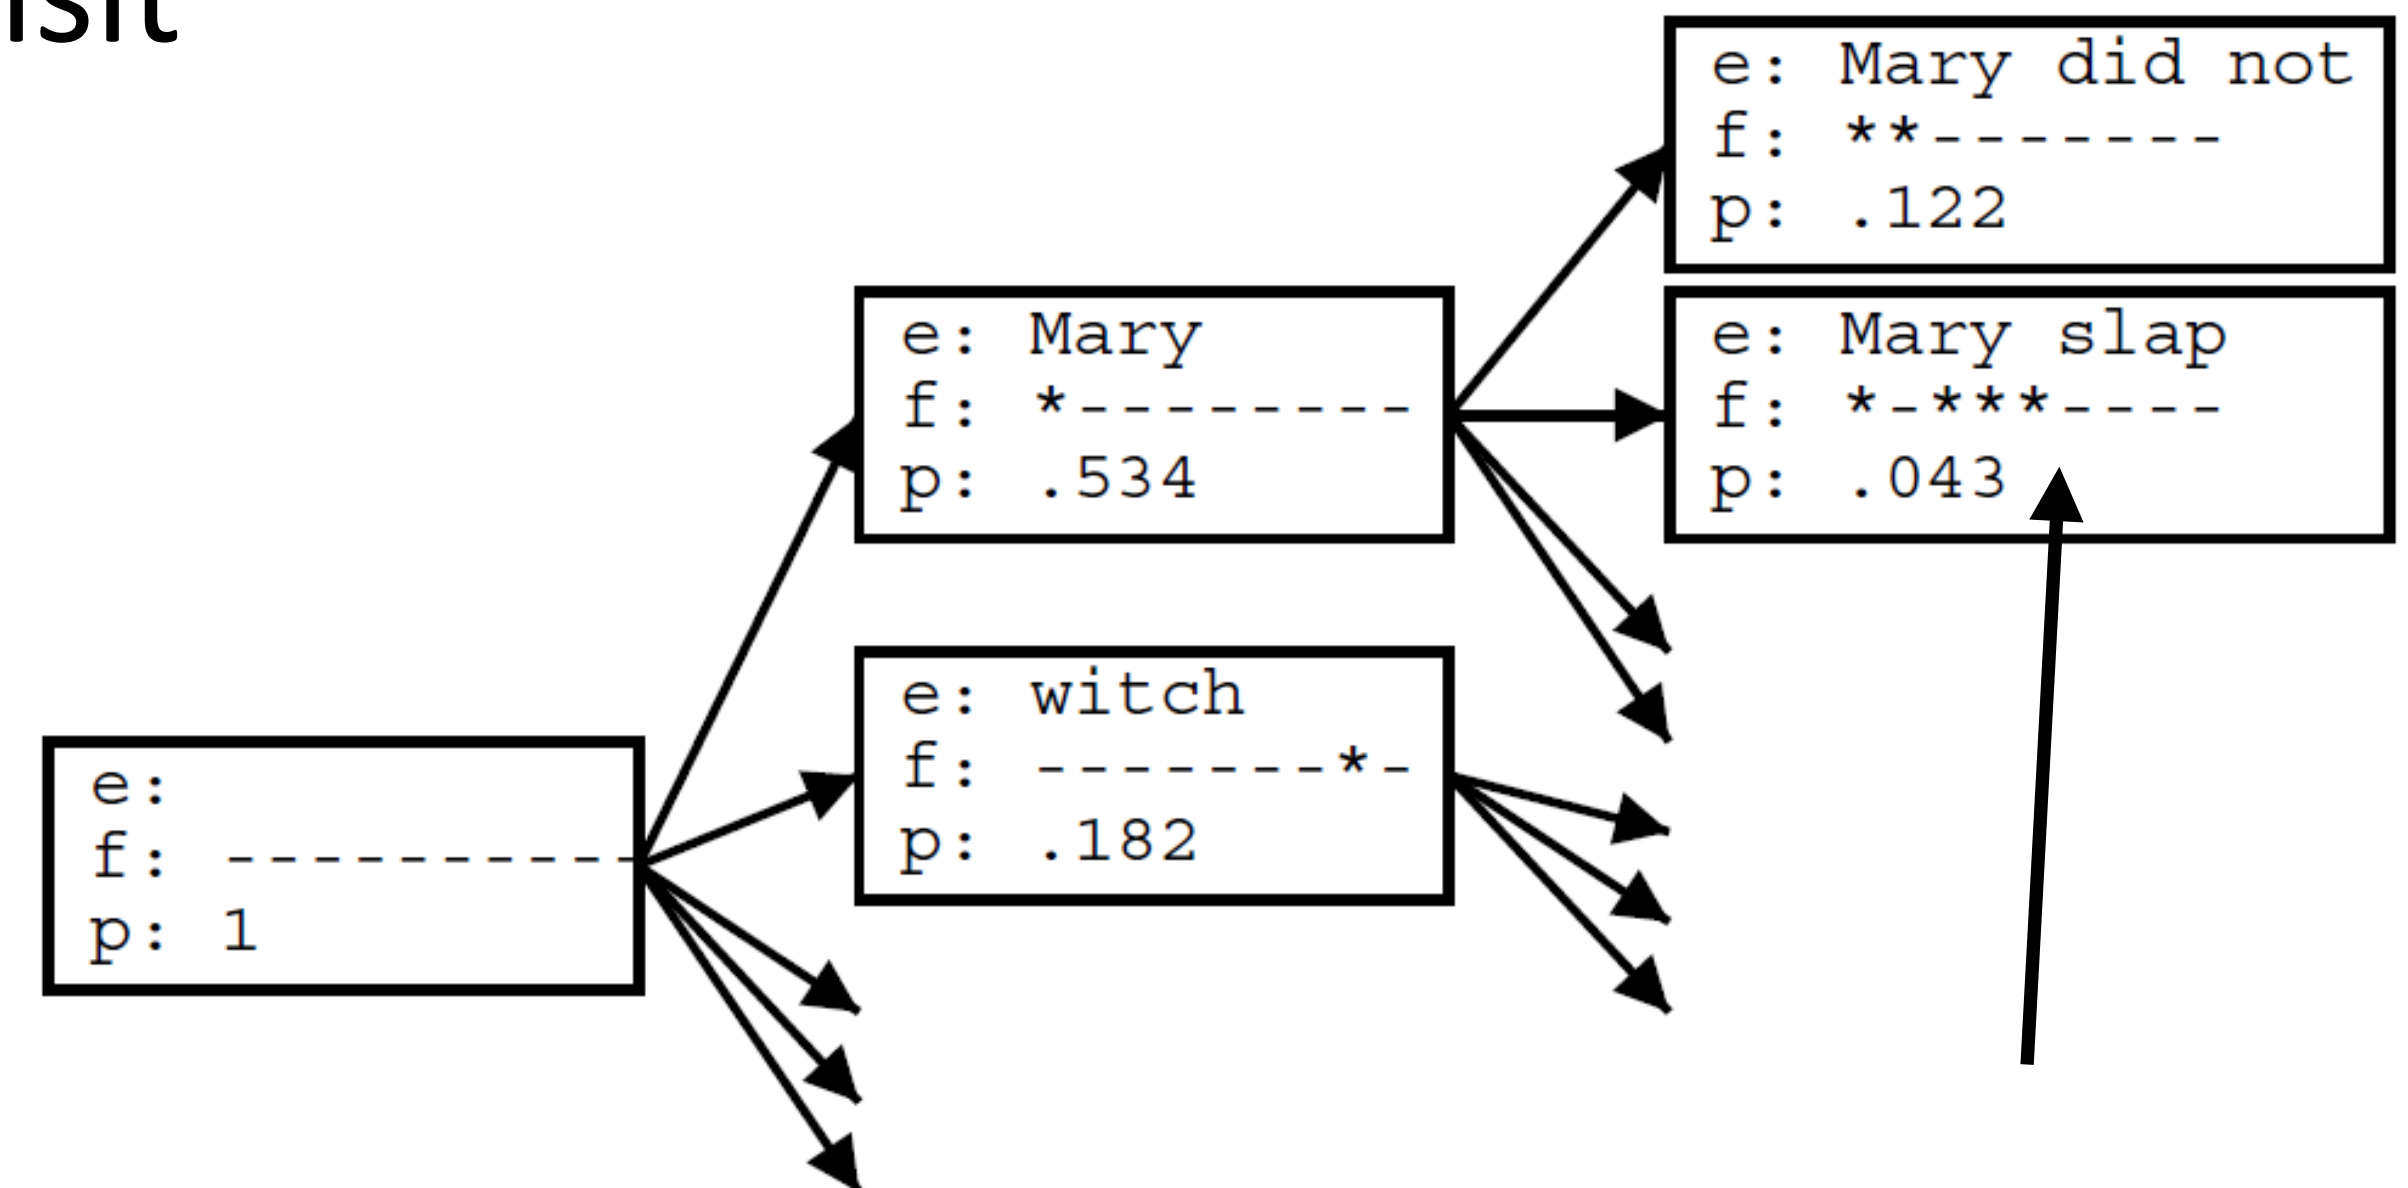 e: Mary did not
f: **-------
p: .122
e: Mary
f: *--------
p: .534
e: Mary slap
f: *-***----
p: .043
e: witch
f: -------*-
p: .182
e:
f: ----------
p: 1